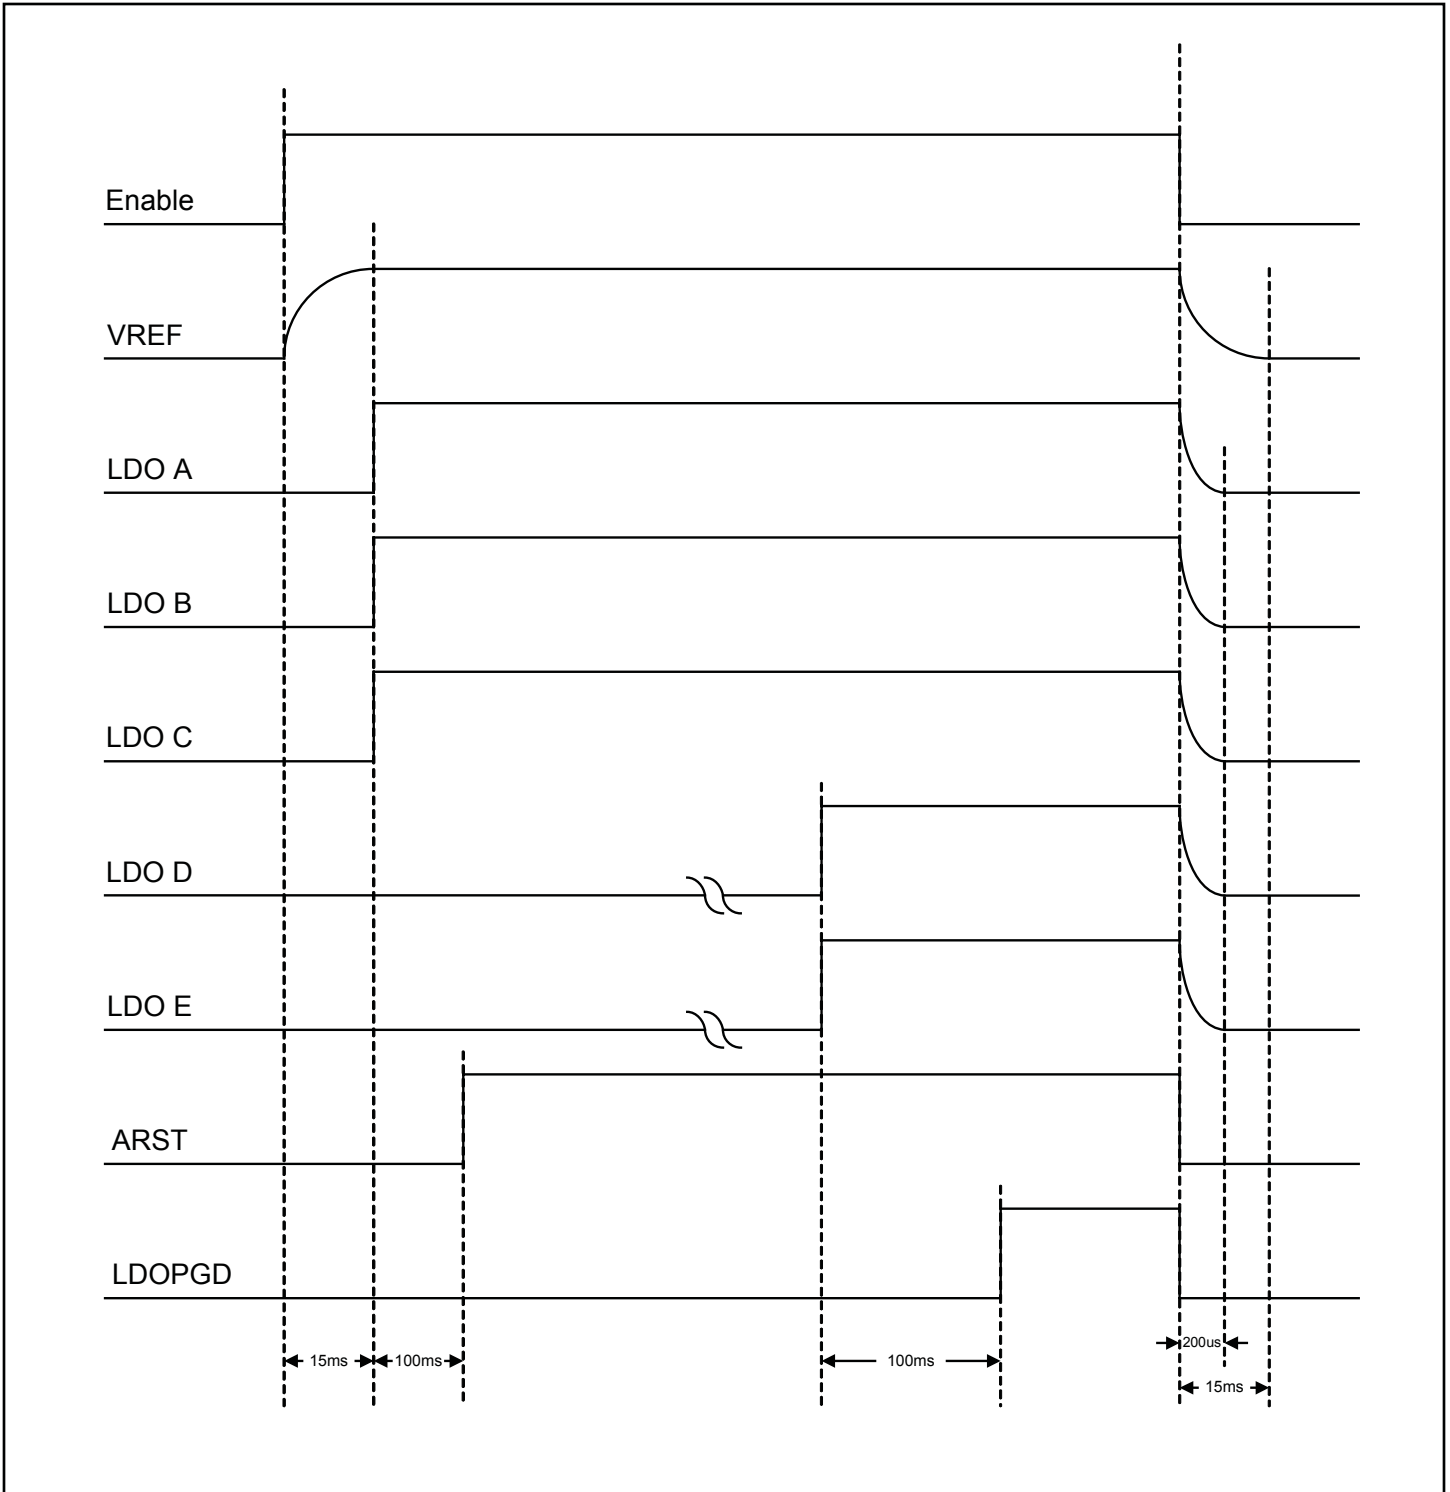 Enable
VREF
LDO A
LDO B
LDO C
LDO D
LDO E
ARST
LDOPGD
200us
15ms
100ms
100ms
15ms